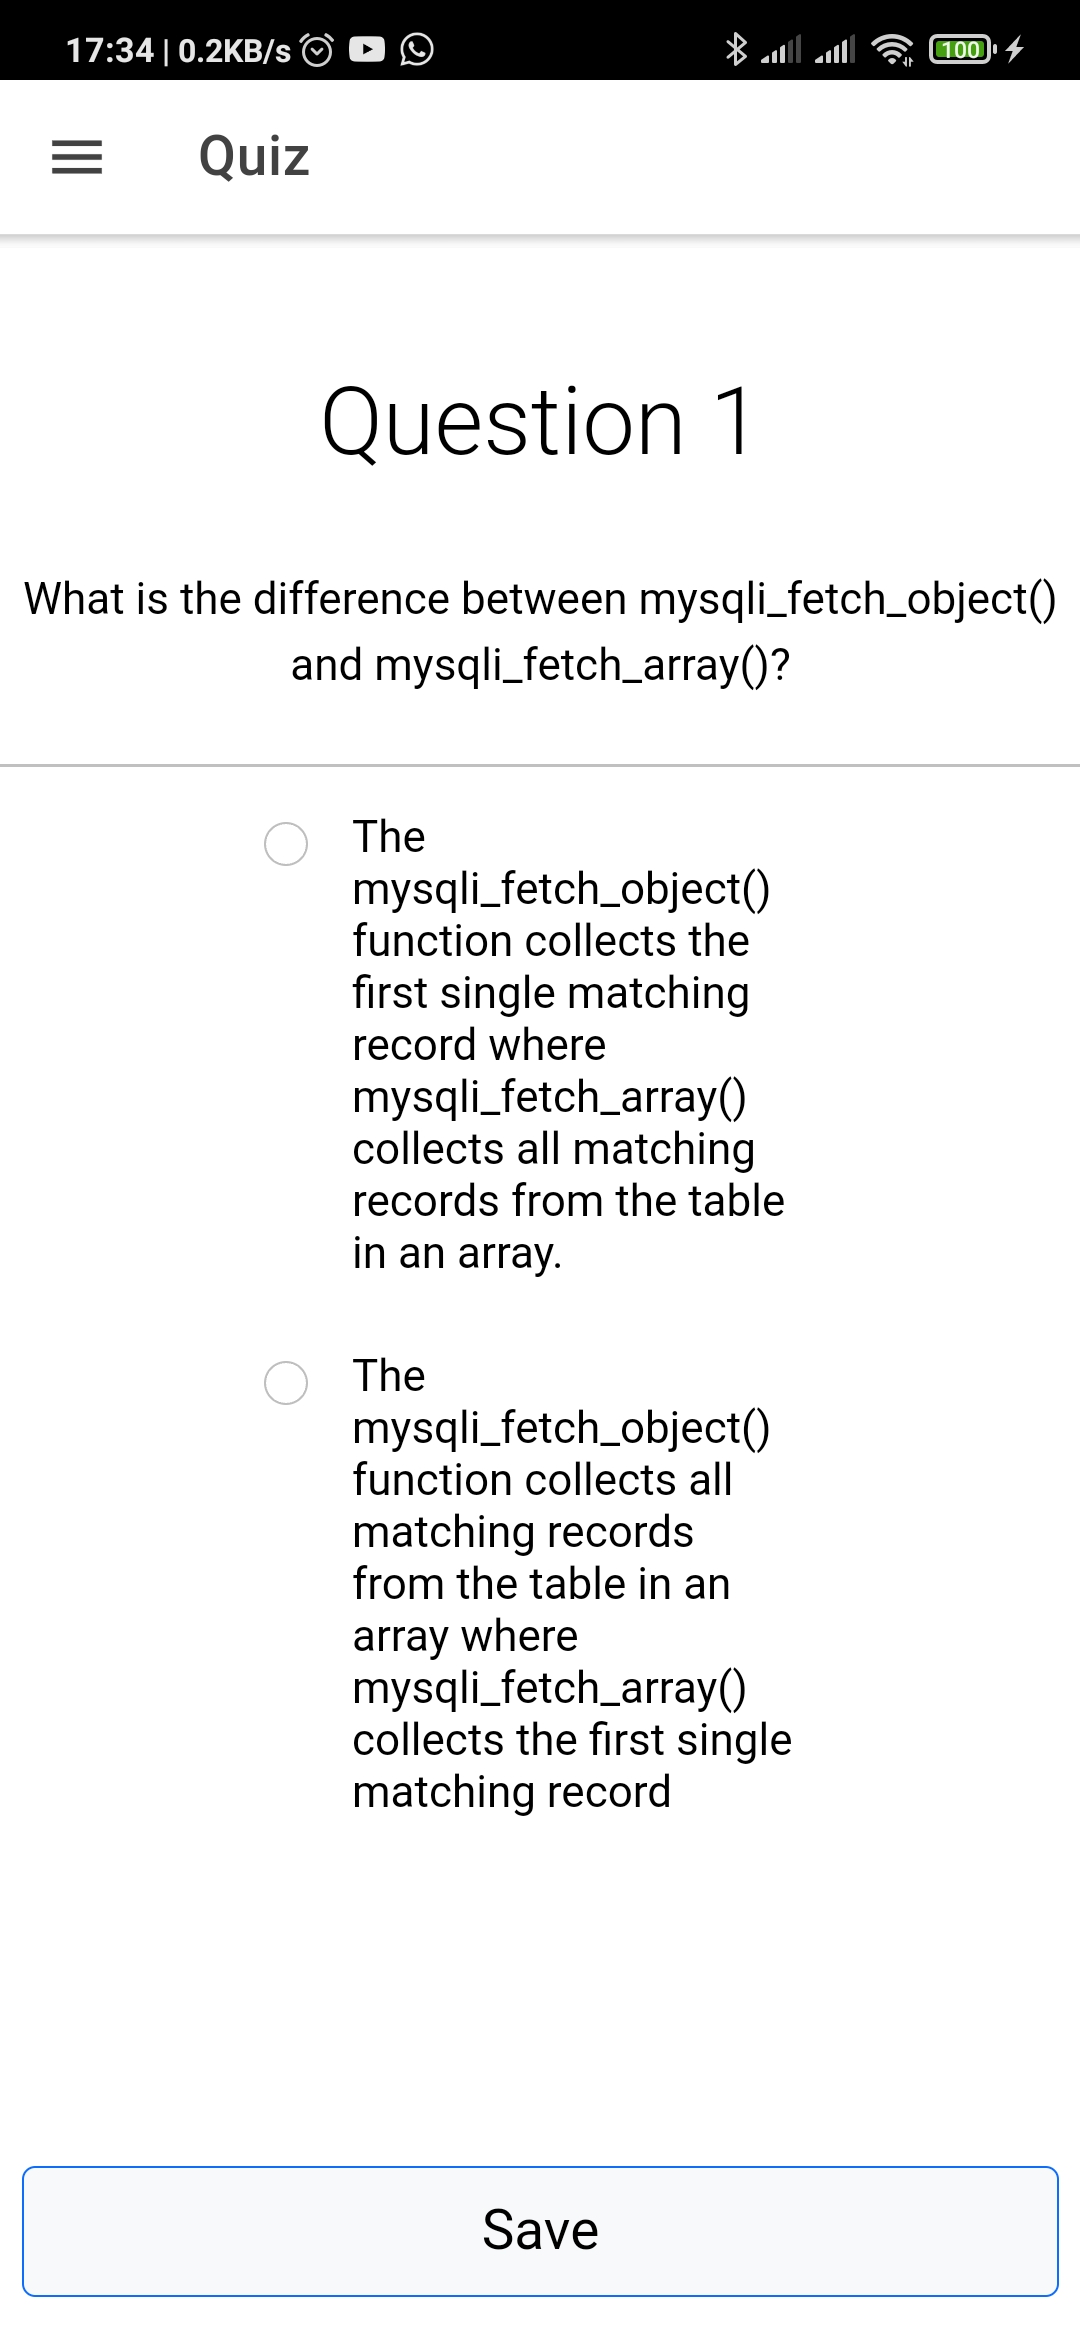 17:34 | 0.2KB/s
100
Quiz
Question 1
What is the difference between mysqli_fetch_object()
and mysqli_fetch_array()?
The
mysqli_fetch_object()
function collects the
first single matching
record where
mysqli_fetch_array()
collects all matching
records from the table
in an array.
The
mysqli_fetch_object()
function collects all
matching records
from the table in an
array where
mysqli_fetch_array()
collects the first single
matching record
Save